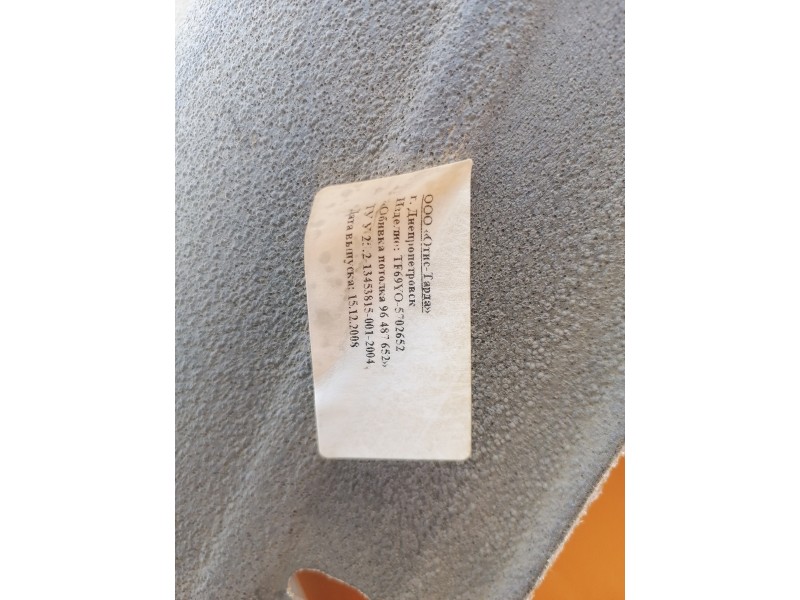 ООО «Отис-Тарда»
г. Днепропетровск
Изделие: TF69YO-5702652
«Обивка потолка 96 487 652»
ТУ У 2 .2-13453815-001-2004
Дата выпуска: 15.12.2008